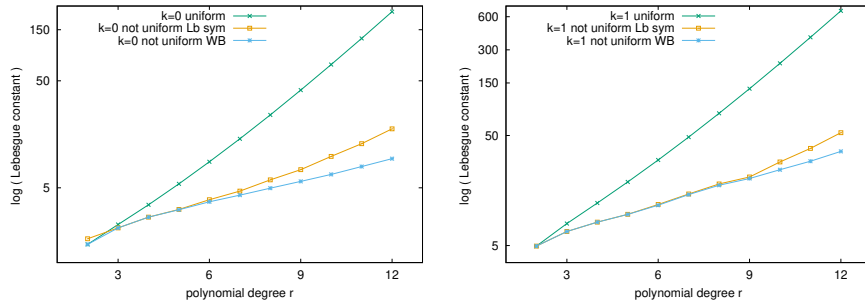 k=0 uniform
k=0 not uniform Lb sym
k=0 not uniform WB
150
50
5
log ( Lebesgue constant )
3
6
9
12
polynomial degree r
k=1 uniform
k=1 not uniform Lb sym
k=1 not uniform WB
600
300
150
50
5
log ( Lebesgue constant )
3
6
9
12
polynomial degree r